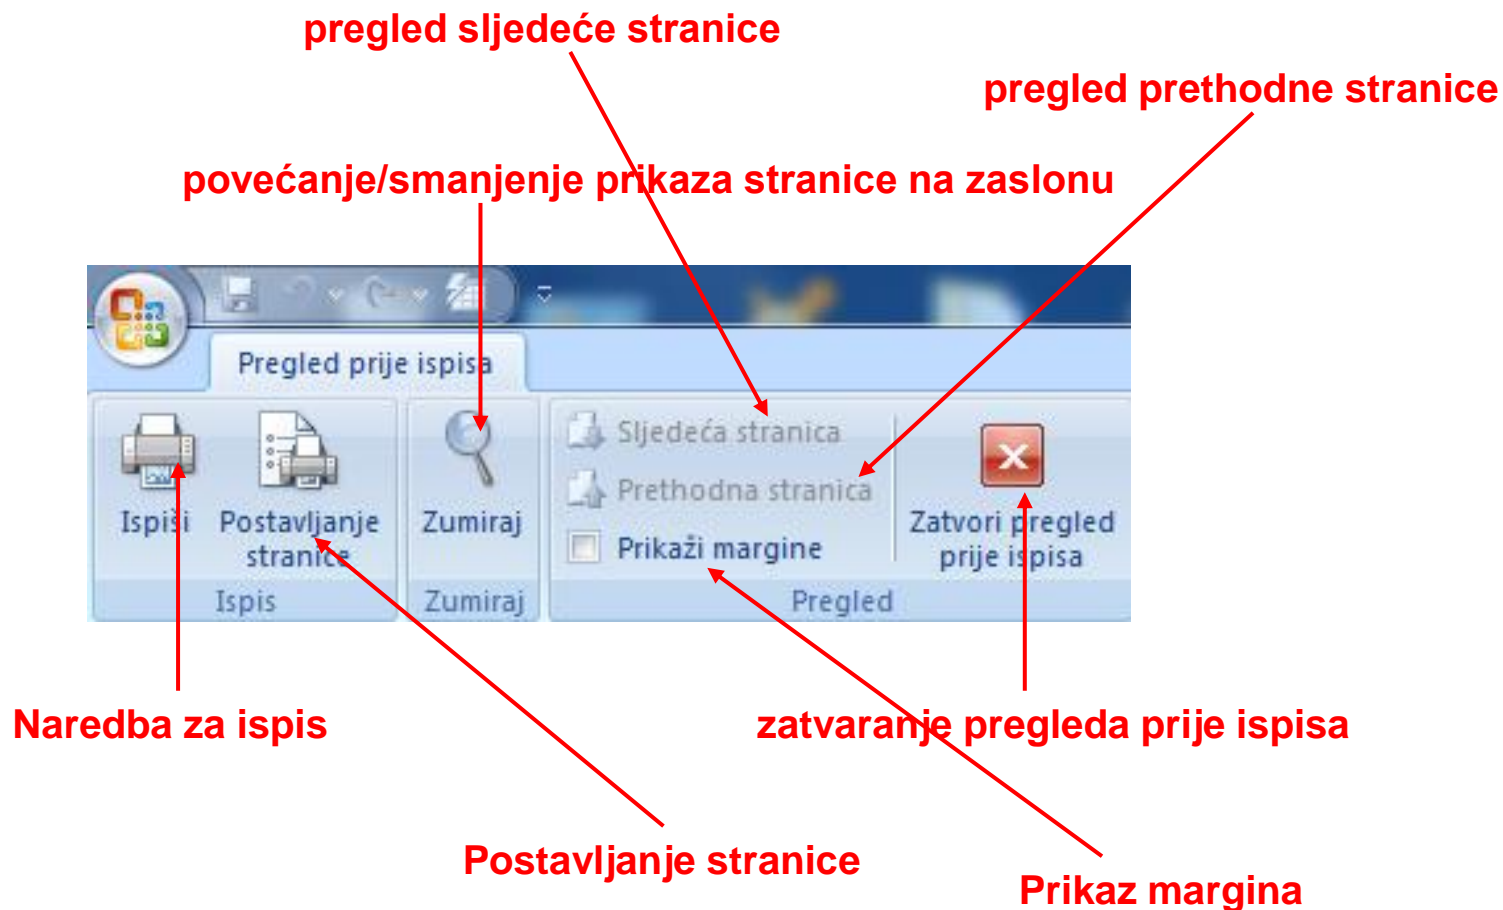 pregled sljedeće stranice
pregled prethodne stranice
povećanje/smanjenje prikaza stranice na zaslonu
Pregled prije ispisa
Ispiši
Postavljanje
stranice
Zumiraj
Sljedeća stranica
Prethodna stranica
Prikaži margine
Zatvori pregled
prije ispisa
Ispis
Zumiraj
Pregled
Naredba za ispis
zatvaranje pregleda prije ispisa
Postavljanje stranice
Prikaz margina